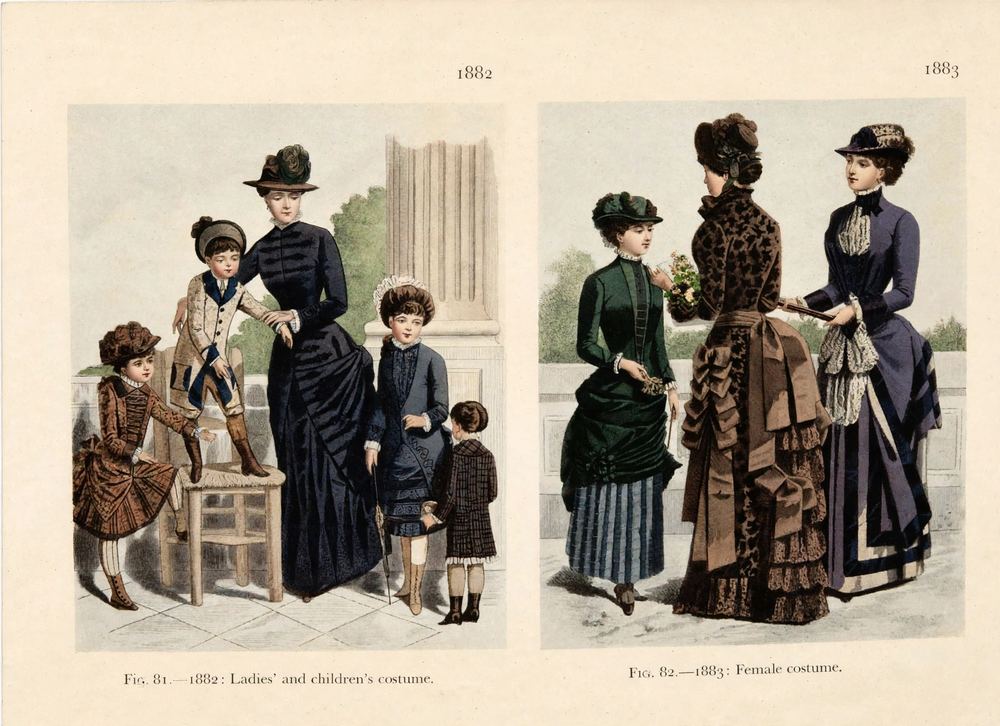 1882
1883
Fig. 81.—1882: Ladies' and children's costume.
Fig. 82.—1883: Female costume.